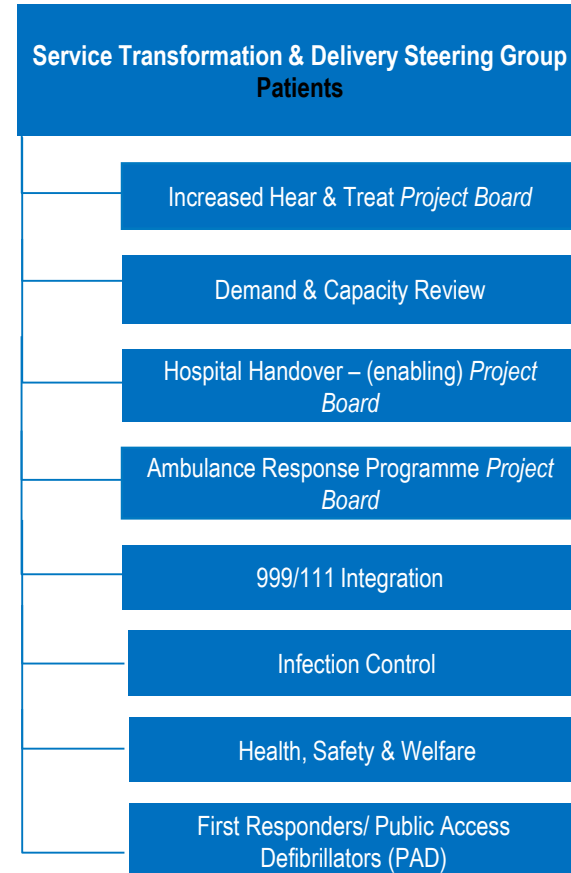 Service Transformation & Delivery Steering Group
Patients
Increased Hear & Treat Project Board
Demand & Capacity Review
Hospital Handover – (enabling) Project
Board
Ambulance Response Programme Project
Board
999/111 Integration
Infection Control
Health, Safety & Welfare
First Responders/ Public Access
Defibrillators (PAD)